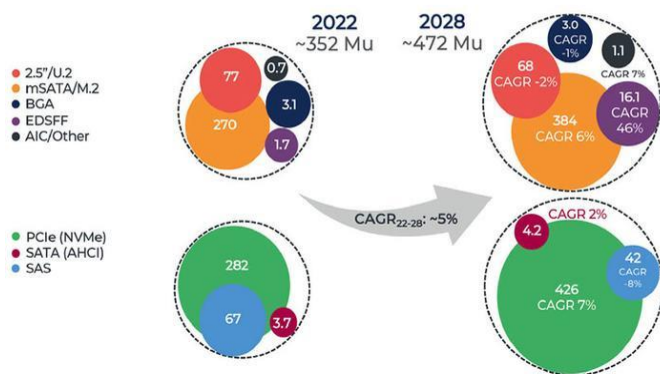 2022
~352 Mu
2028
~472 Mu
2.5"/U.2
mSATA/M.2
BGA
EDSFF
AIC/Other
77
0.7
270
3.1
1.7
3.0
CAGR
-1%
1.1
CAGR 7%
68
CAGR -2%
16.1
CAGR
46%
384
CAGR 6%
CAGR22-28: ~5%
PCIe (NVMe)
SATA (AHCI)
SAS
282
67
3.7
CAGR 2%
4.2
42
CAGR
-8%
426
CAGR 7%